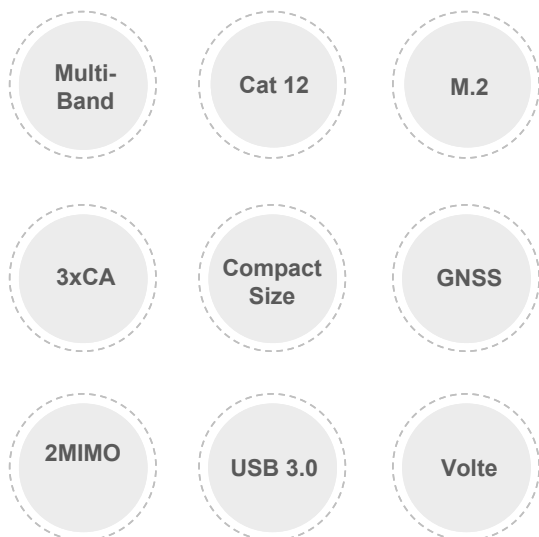 Multi-
Band
Cat 12
M.2
3xCA
Compact
Size
GNSS
2MIMO
USB 3.0
Volte